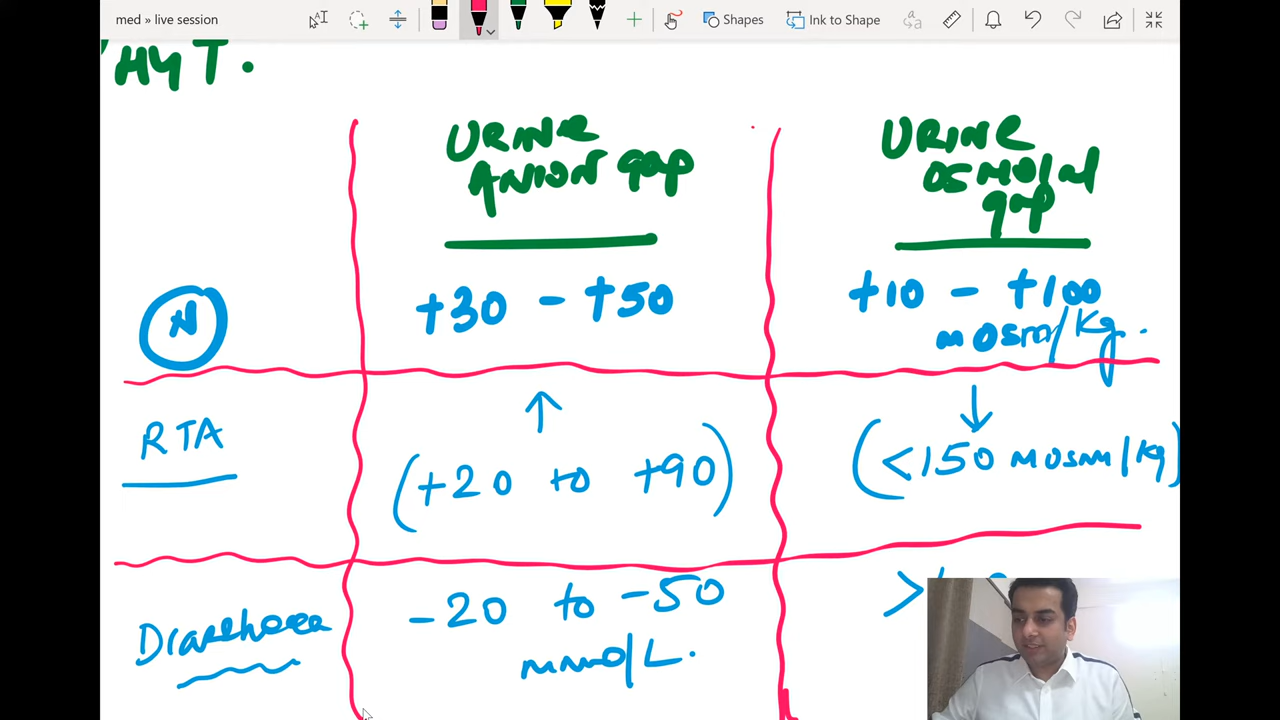 med » live session
Shapes
Ink to Shape
HYT.
URINE
ANION gap
URINE
OSMOlal
gap
N
+30 - +50
+10 - +100
mOSm/Kg.
RTA
(+20 to +90)
(<150 mOSm/Kg)
Diarrhoea
-20 to -50
mmol/L.